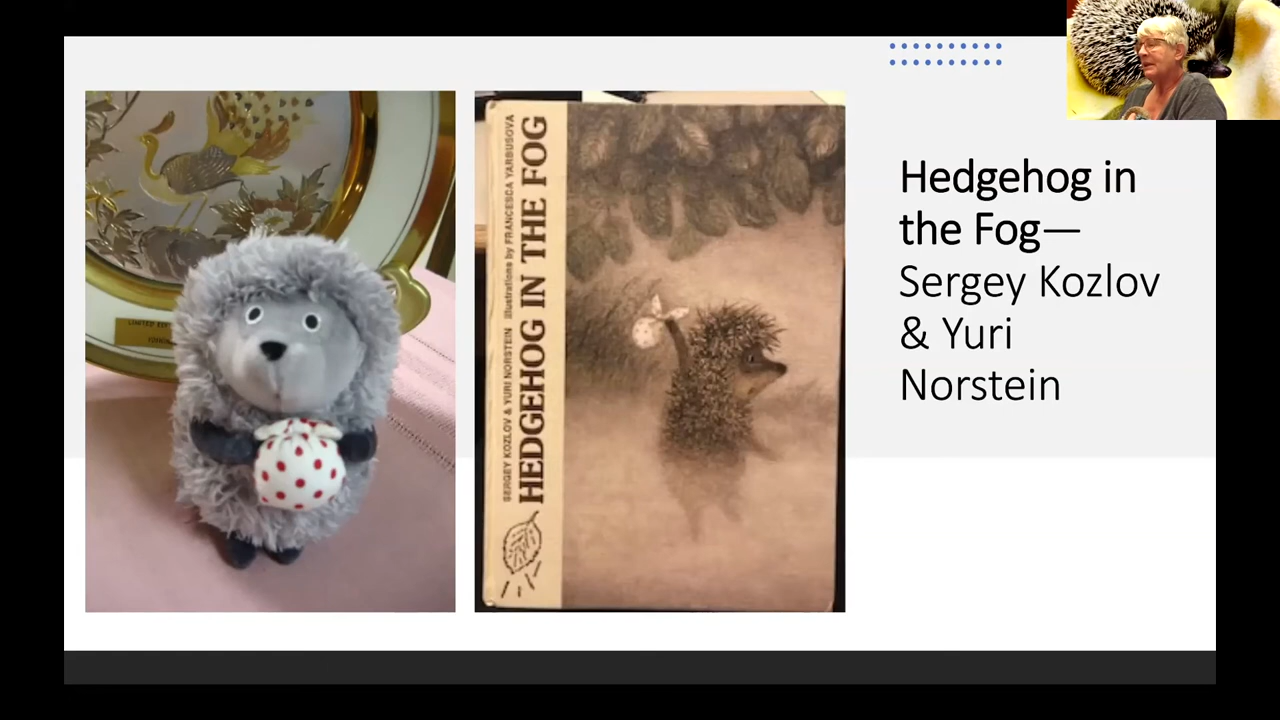 Hedgehog in
the Fog—
Sergey Kozlov
& Yuri
Norstein
SERGEY KOZLOV & YURI NORSTEIN illustrations by FRANCESCA YARBUSOVA
HEDGEHOG IN THE FOG
LIMITED